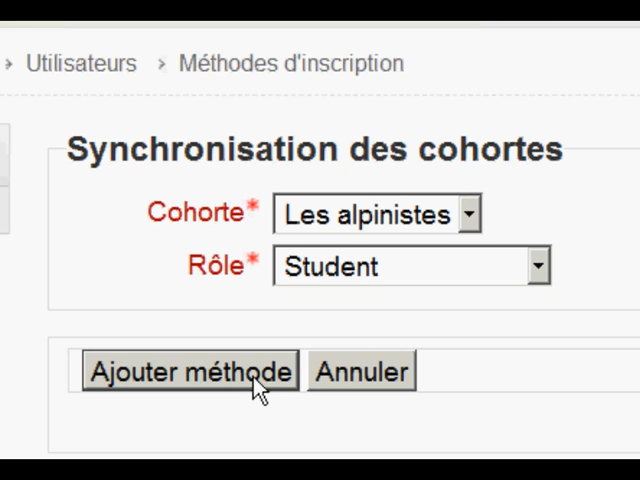 Utilisateurs Méthodes d'inscription
Synchronisation des cohortes
Cohorte* Les alpinistes
Rôle* Student
Ajouter méthode Annuler